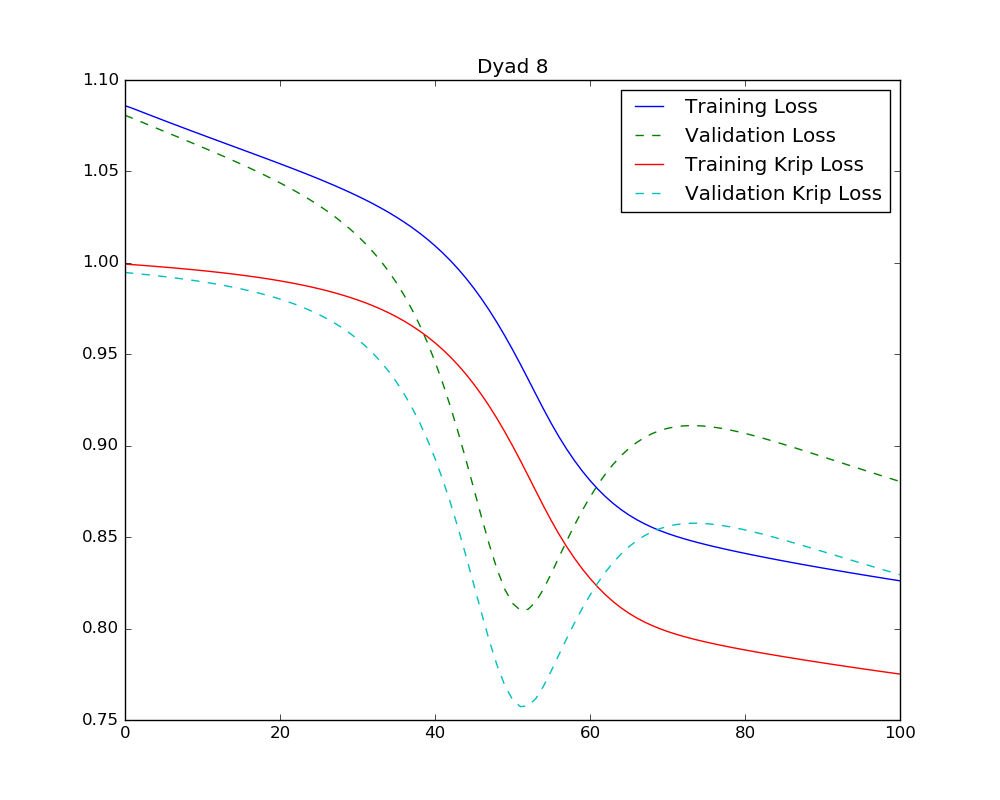 Dyad 8
1.10
1.05
1.00
0.95
0.90
0.85
0.80
0.75
0 20 40 60 80 100
Training Loss
Validation Loss
Training Krip Loss
Validation Krip Loss